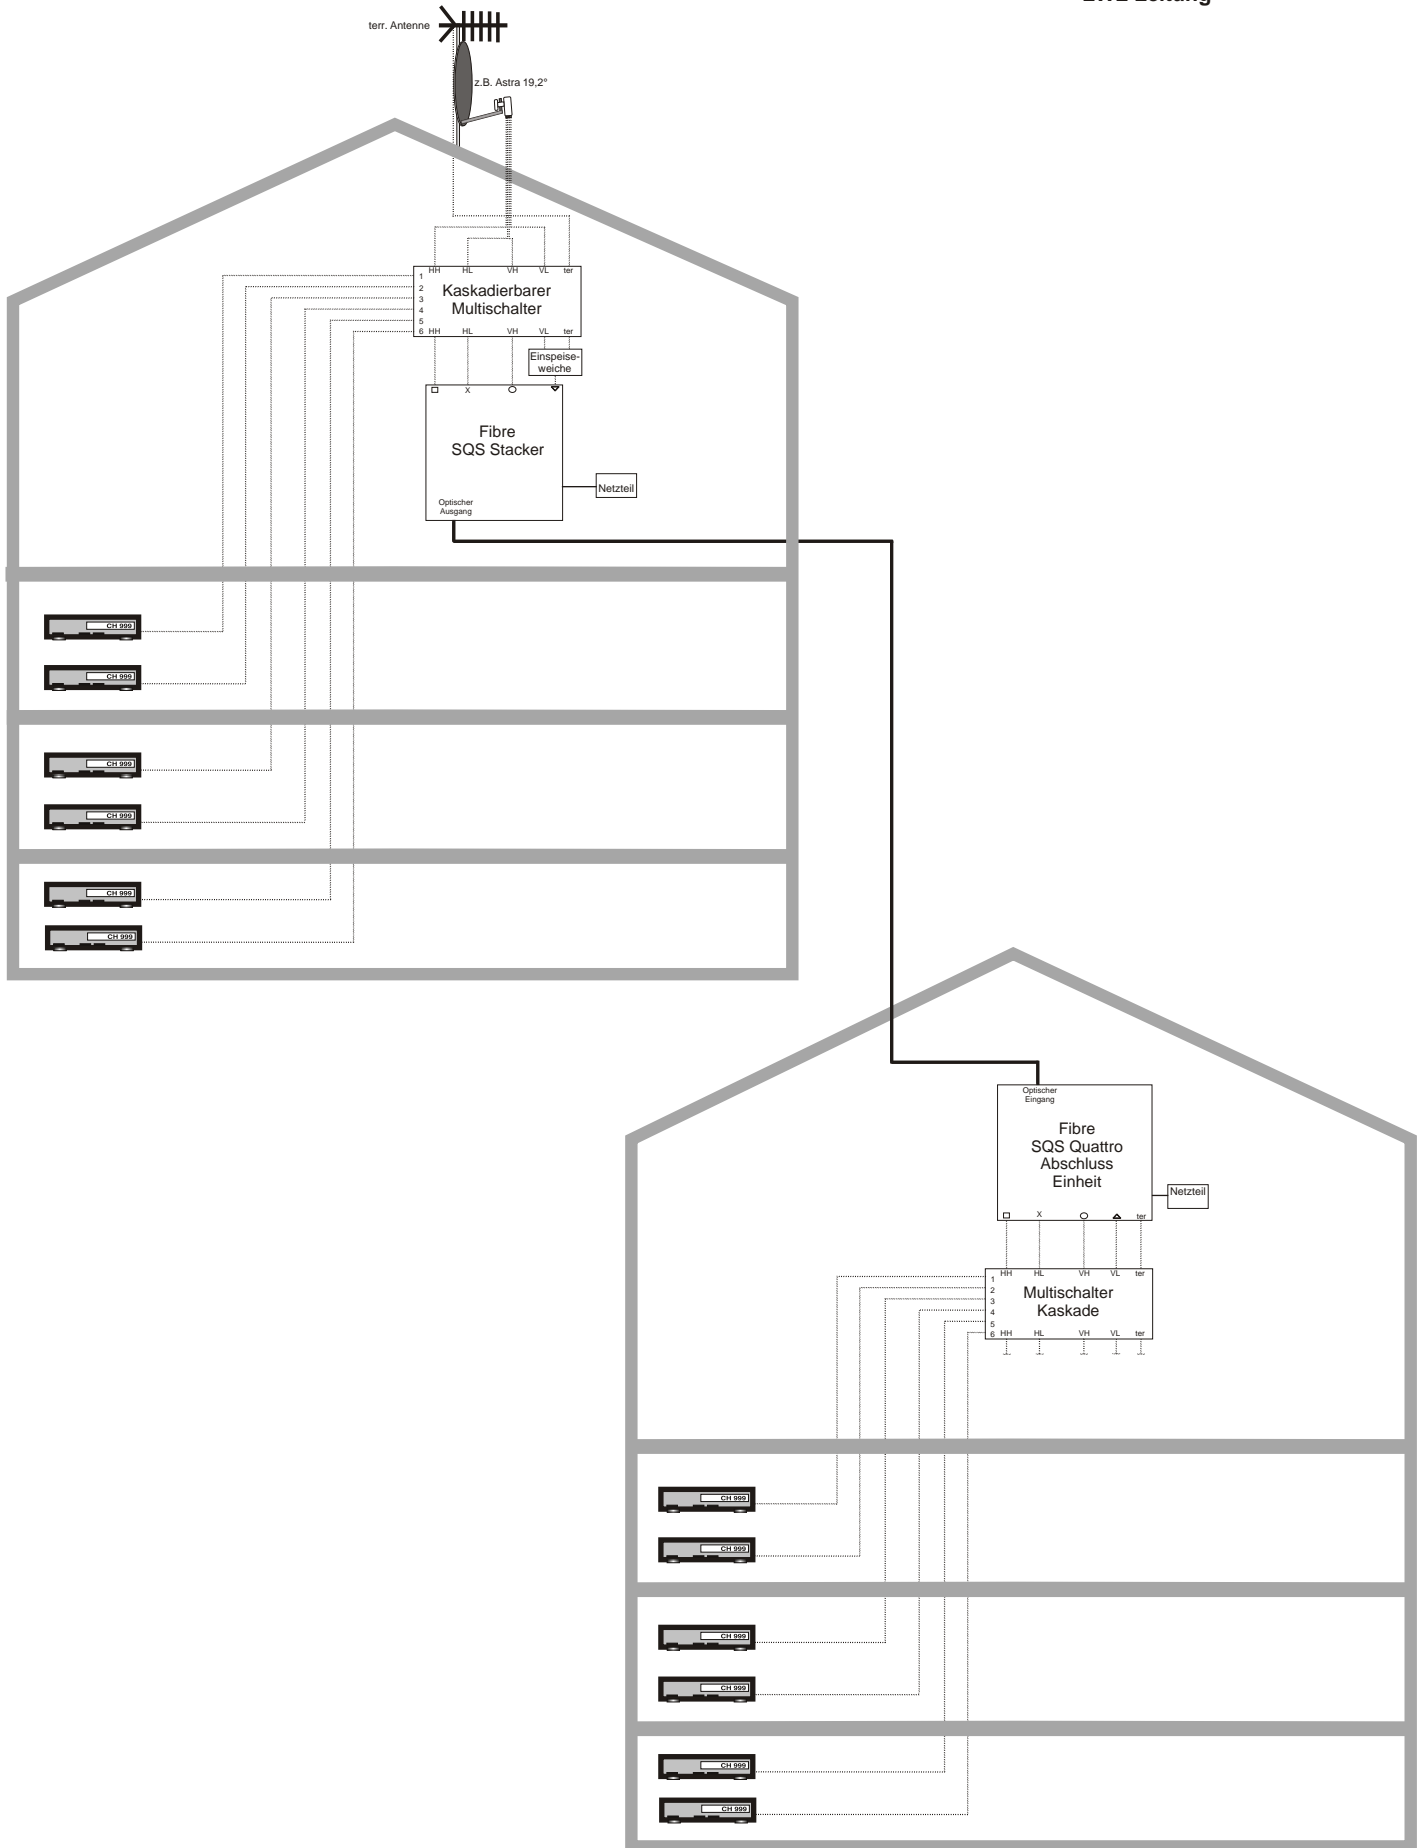 terr. Antenne
z.B. Astra 19,2°
HH HL VH VL ter
1
2
3
4
5
6
Kaskadierbarer
Multischalter
HH HL VH VL ter
Einspeise-
weiche
X
Fibre
SQS Stacker
Netzteil
Optischer
Ausgang
CH 999
CH 999
CH 999
CH 999
CH 999
CH 999
Optischer
Eingang
Fibre
SQS Quattro
Abschluss
Einheit
Netzteil
X ter
HH HL VH VL ter
1
2
3
4
5
6
Multischalter
Kaskade
HH HL VH VL ter
CH 999
CH 999
CH 999
CH 999
CH 999
CH 999